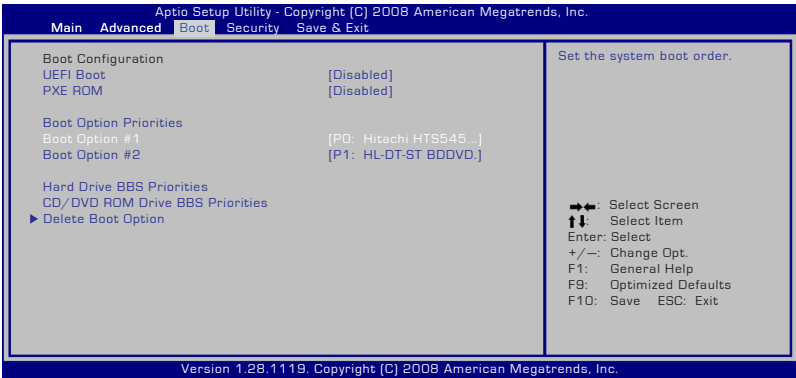 Aptio Setup Utility - Copyright (C) 2008 American Megatrends, Inc.
Main Advanced Boot Security Save & Exit
Boot Configuration
UEFI Boot [Disabled]
PXE ROM [Disabled]
Boot Option Priorities
Boot Option #1 [P0: Hitachi HTS545...]
Boot Option #2 [P1: HL-DT-ST BDDVD.]
Hard Drive BBS Priorities
CD/DVD ROM Drive BBS Priorities
Delete Boot Option
Set the system boot order.
→←: Select Screen
↑↓: Select Item
Enter: Select
+/—: Change Opt.
F1: General Help
F9: Optimized Defaults
F10: Save ESC: Exit
Version 1.28.1119. Copyright (C) 2008 American Megatrends, Inc.